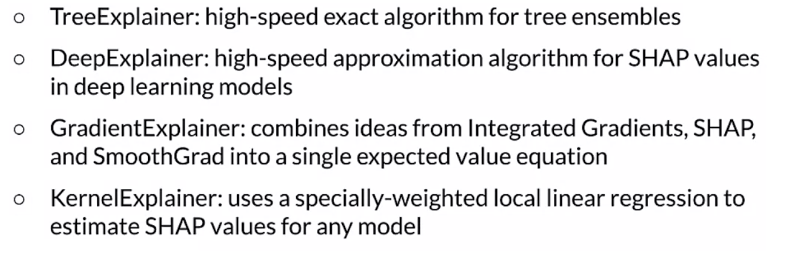 ○ TreeExplainer: high-speed exact algorithm for tree ensembles
○ DeepExplainer: high-speed approximation algorithm for SHAP values
in deep learning models
○ GradientExplainer: combines ideas from Integrated Gradients, SHAP,
and SmoothGrad into a single expected value equation
○ KernelExplainer: uses a specially-weighted local linear regression to
estimate SHAP values for any model